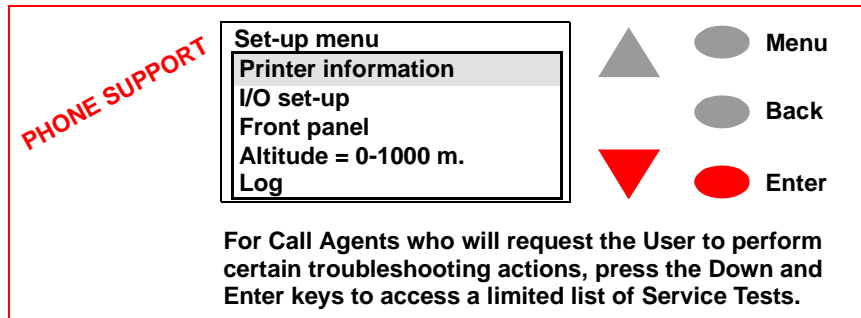 PHONE SUPPORT
Set-up menu
Printer information
I/O set-up
Front panel
Altitude = 0-1000 m.
Log
Menu
Back
Enter
For Call Agents who will request the User to perform
certain troubleshooting actions, press the Down and
Enter keys to access a limited list of Service Tests.